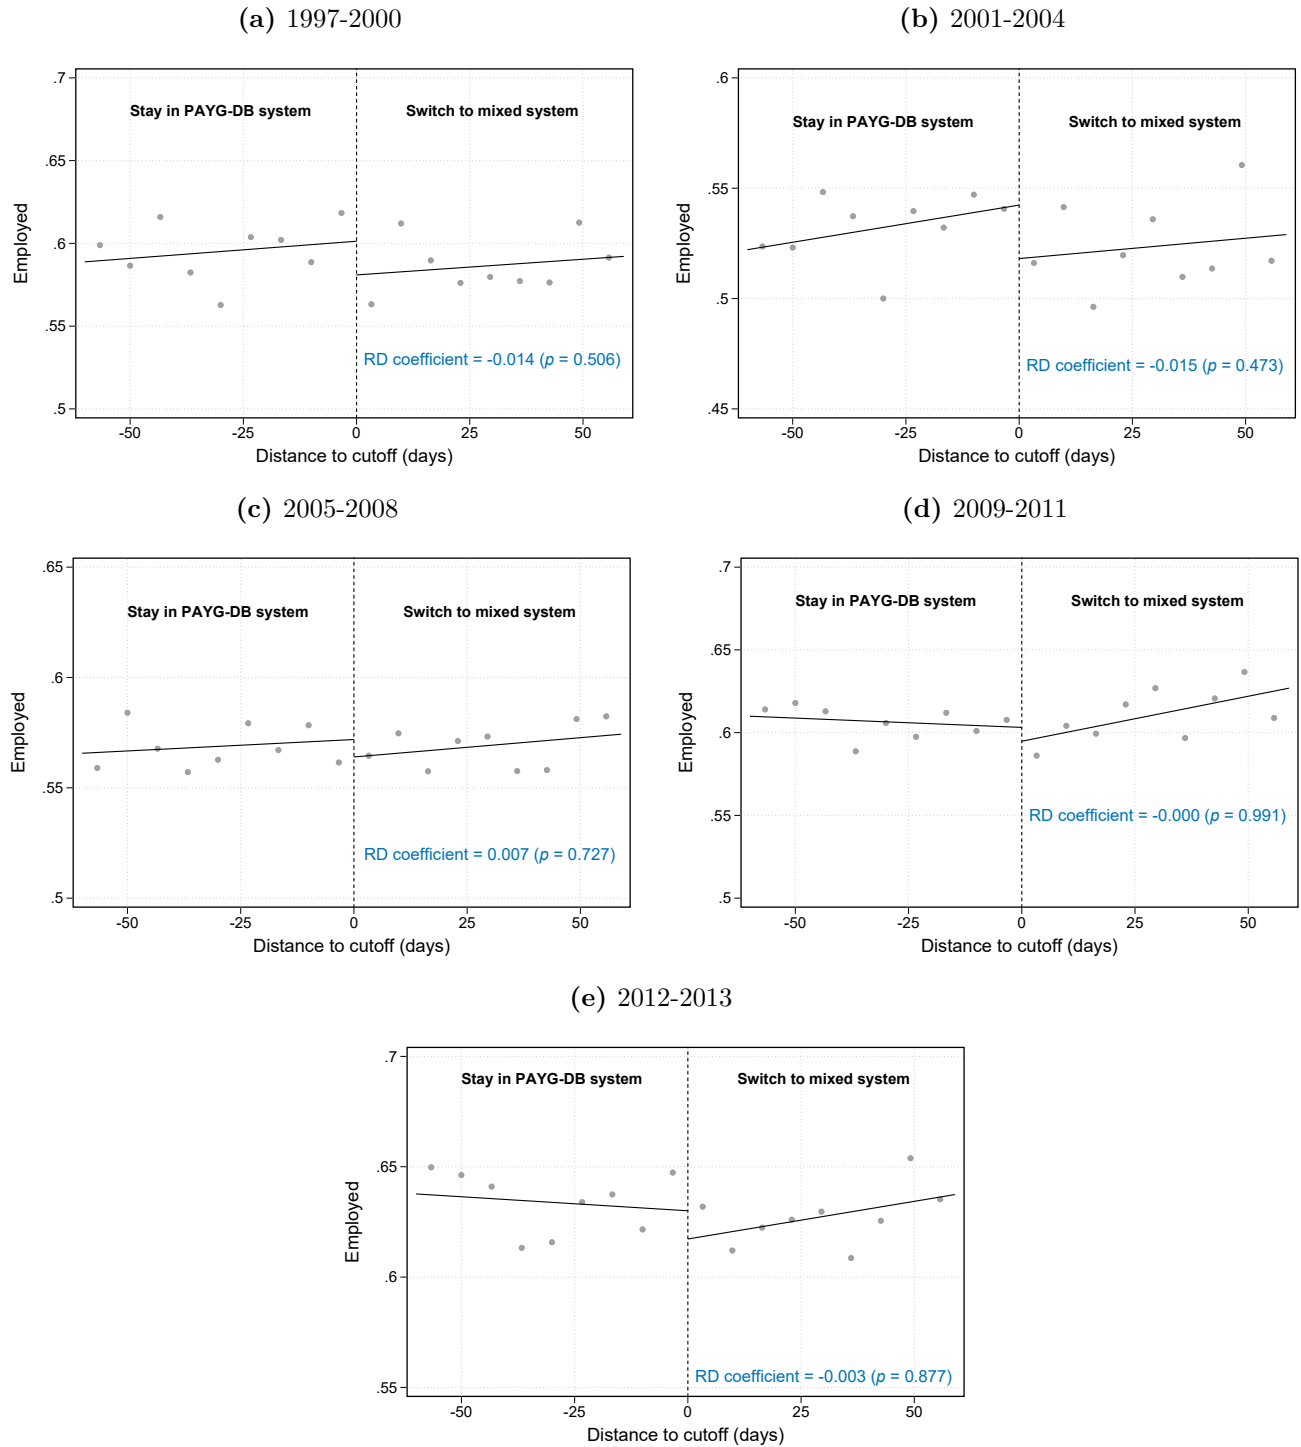 (a) 1997-2000
.7
Stay in PAYG-DB system
Switch to mixed system
.65
.6
.55
.5
Employed
RD coefficient = -0.014 (p = 0.506)
-50 -25 0 25 50
Distance to cutoff (days)
(b) 2001-2004
.6
Stay in PAYG-DB system
Switch to mixed system
.55
.5
.45
Employed
RD coefficient = -0.015 (p = 0.473)
-50 -25 0 25 50
Distance to cutoff (days)
(c) 2005-2008
.65
Stay in PAYG-DB system
Switch to mixed system
.6
.55
.5
Employed
RD coefficient = 0.007 (p = 0.727)
-50 -25 0 25 50
Distance to cutoff (days)
(d) 2009-2011
.7
Stay in PAYG-DB system
Switch to mixed system
.65
.6
.55
.5
Employed
RD coefficient = -0.000 (p = 0.991)
-50 -25 0 25 50
Distance to cutoff (days)
(e) 2012-2013
.7
Stay in PAYG-DB system
Switch to mixed system
.65
.6
.55
Employed
RD coefficient = -0.003 (p = 0.877)
-50 -25 0 25 50
Distance to cutoff (days)